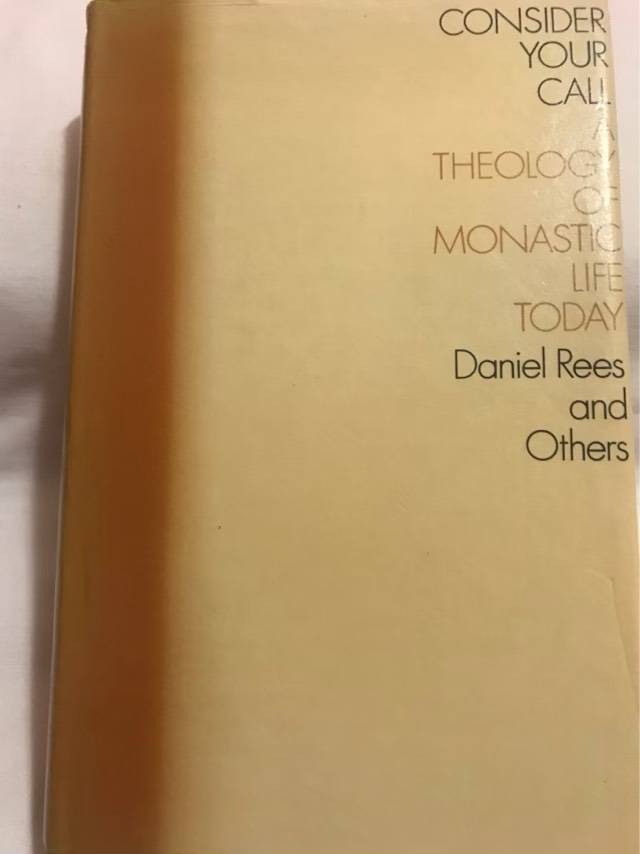 CONSIDER
YOUR
CALL
A
THEOLOGY
OF
MONASTIC
LIFE
TODAY
Daniel Rees
and
Others